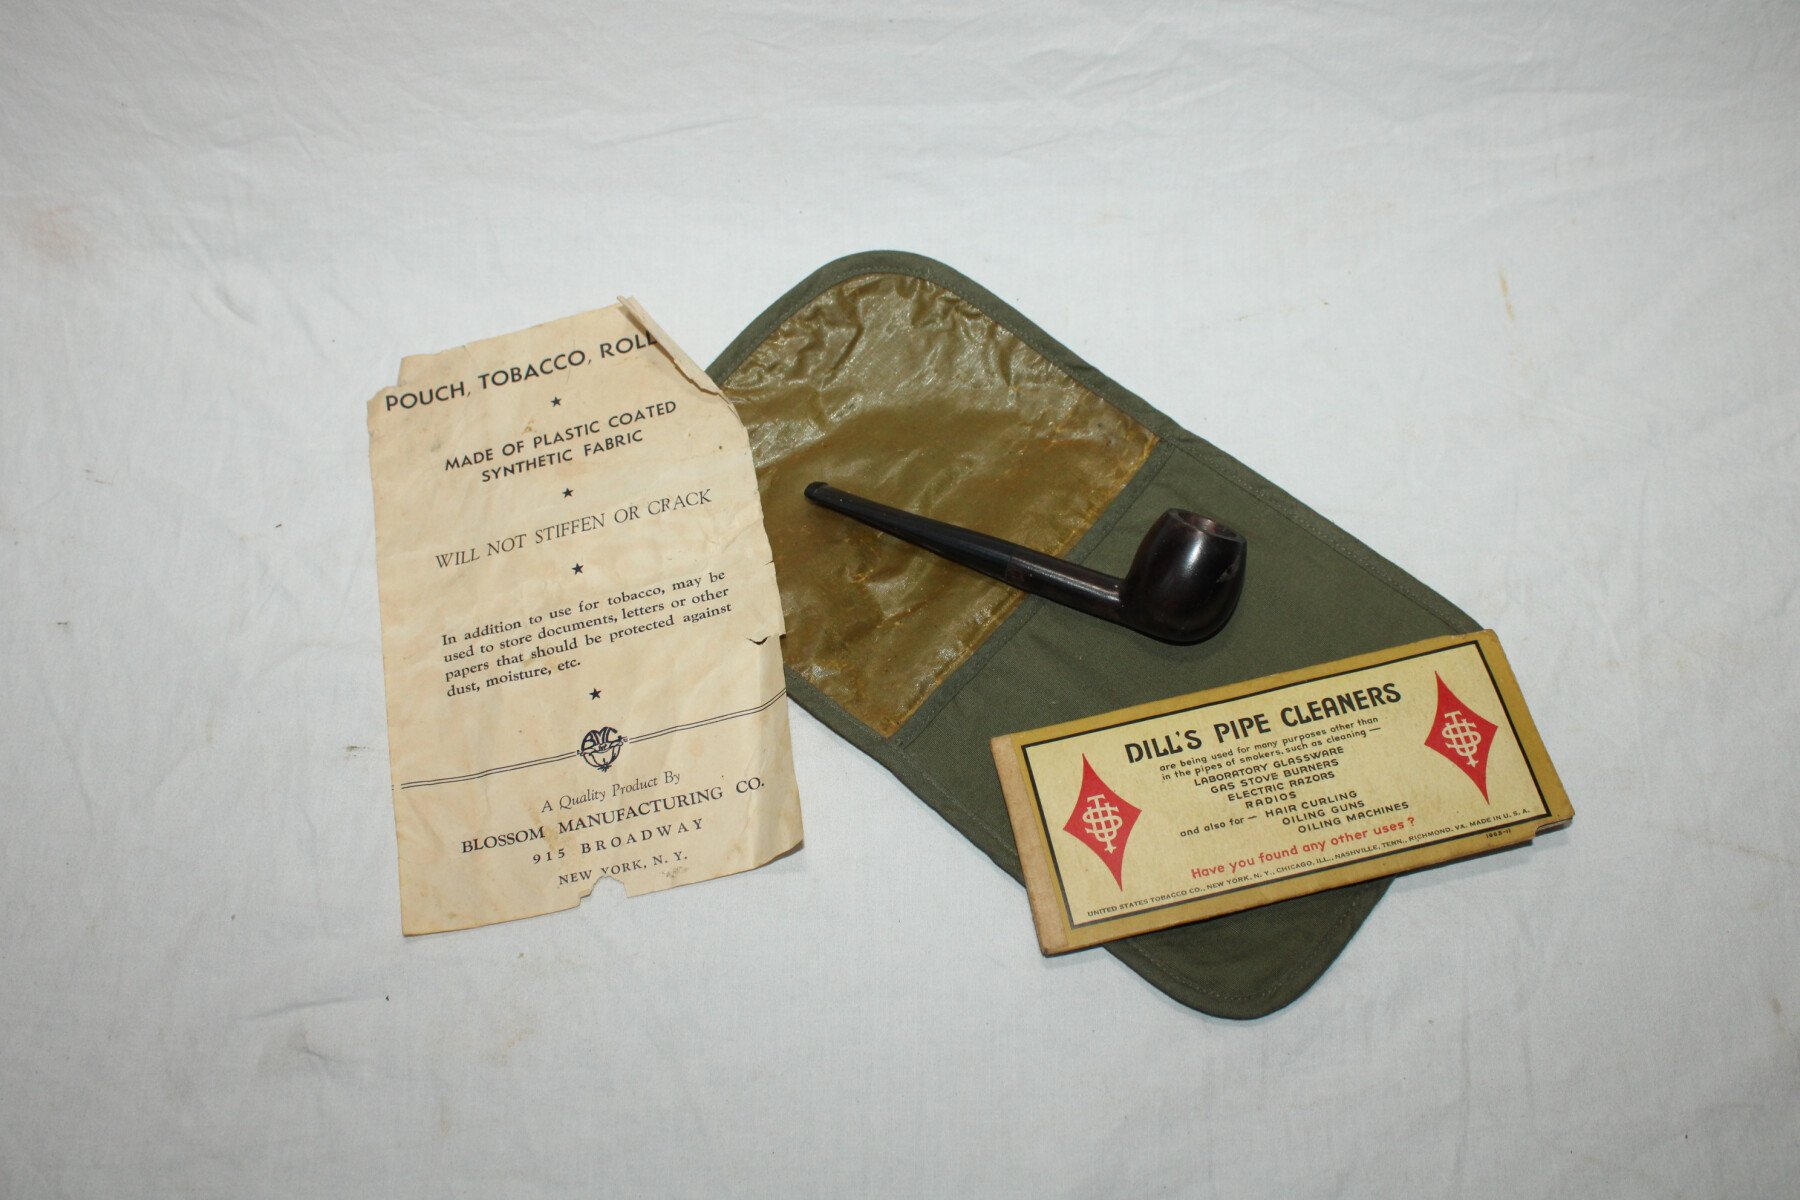 POUCH, TOBACCO, ROLL
MADE OF PLASTIC COATED
SYNTHETIC FABRIC
WILL NOT STIFFEN OR CRACK
In addition to use for tobacco, may be
used to store documents, letters or other
papers that should be protected against
dust, moisture, etc.
BMC
A Quality Product By
BLOSSOM MANUFACTURING CO.
915 BROADWAY
NEW YORK, N. Y.
DILL'S PIPE CLEANERS
are being used for many purposes other than
in the pipes of smokers, such as cleaning —
LABORATORY GLASSWARE
GAS STOVE BURNERS
ELECTRIC RAZORS
RADIOS
and also for — HAIR CURLING
OILING GUNS
OILING MACHINES
Have you found any other uses?
UNITED STATES TOBACCO CO., NEW YORK, N. Y., CHICAGO, ILL., NASHVILLE, TENN., RICHMOND, VA. MADE IN U. S. A.